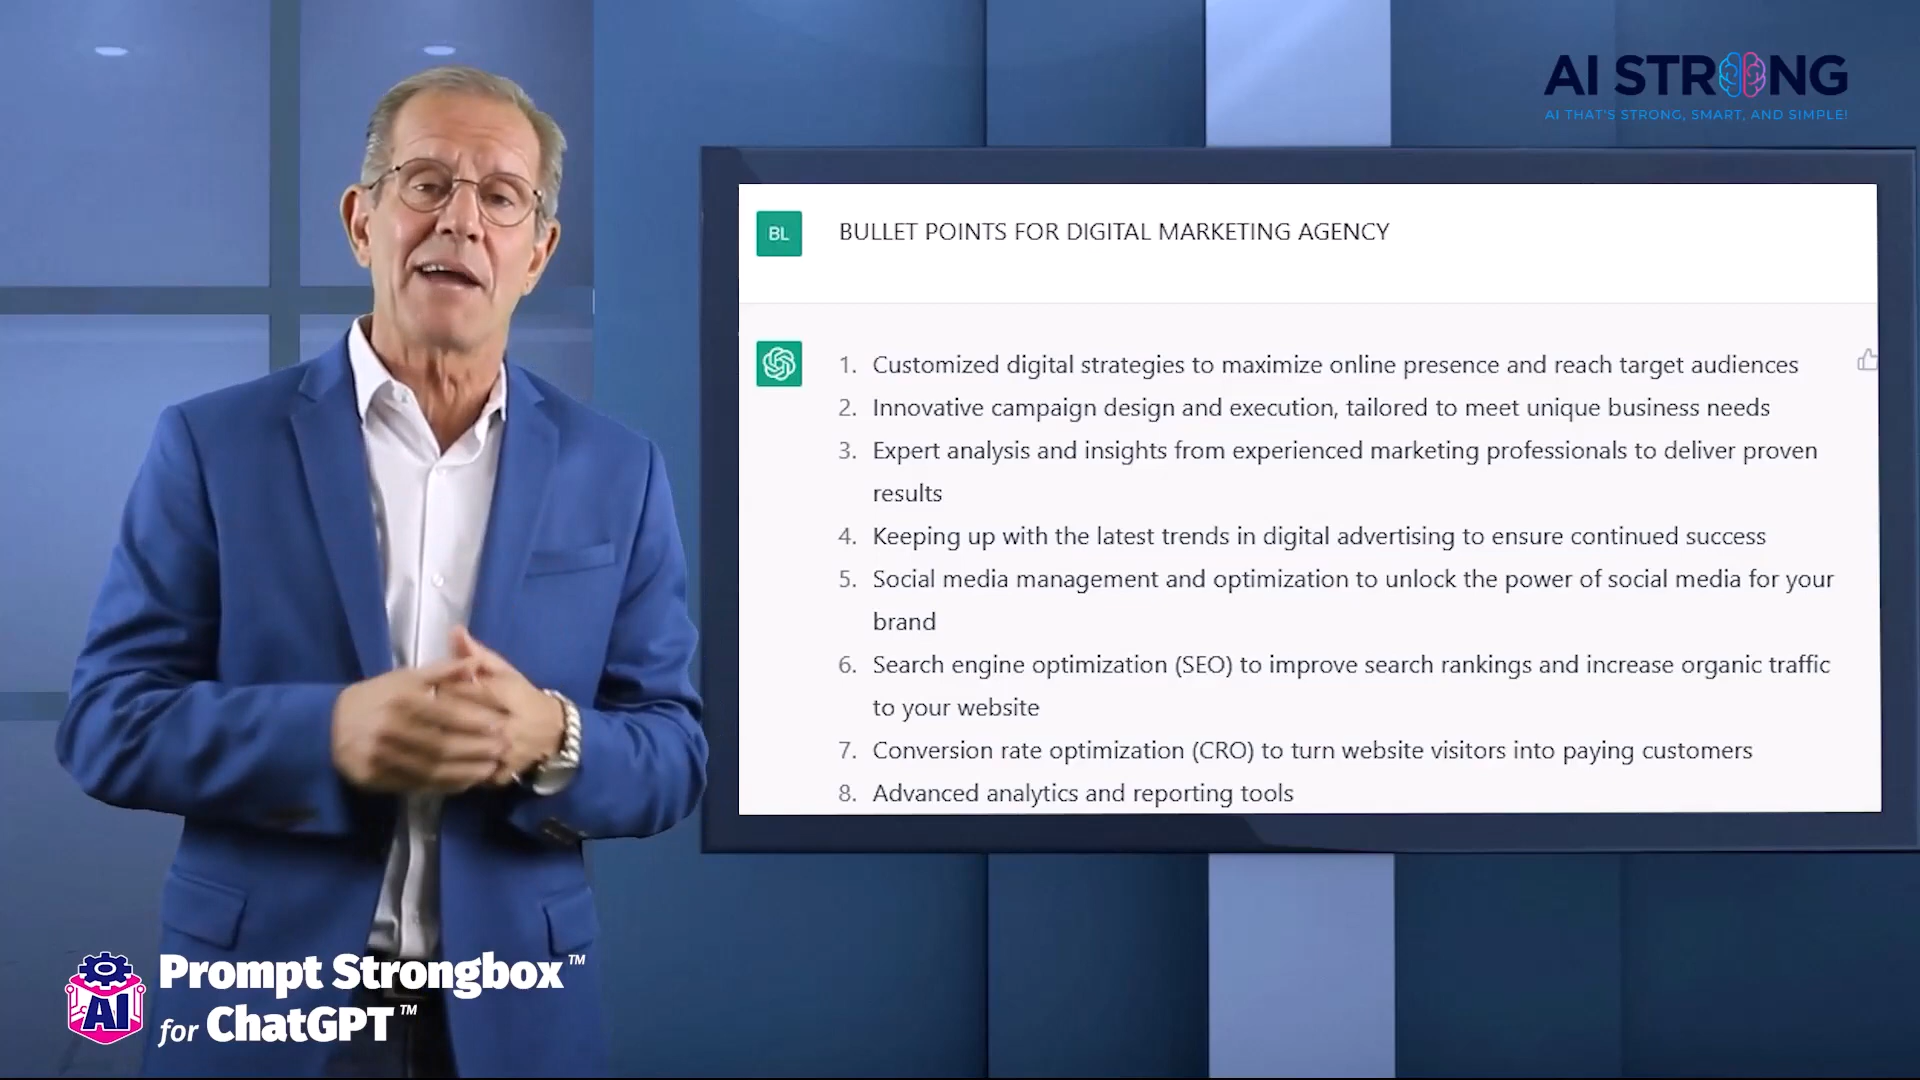 AI STRONG
AI THAT'S STRONG, SMART, AND SIMPLE!
BL
BULLET POINTS FOR DIGITAL MARKETING AGENCY
1. Customized digital strategies to maximize online presence and reach target audiences
2. Innovative campaign design and execution, tailored to meet unique business needs
3. Expert analysis and insights from experienced marketing professionals to deliver proven
results
4. Keeping up with the latest trends in digital advertising to ensure continued success
5. Social media management and optimization to unlock the power of social media for your
brand
6. Search engine optimization (SEO) to improve search rankings and increase organic traffic
to your website
7. Conversion rate optimization (CRO) to turn website visitors into paying customers
8. Advanced analytics and reporting tools
AI
Prompt Strongbox™
for ChatGPT™